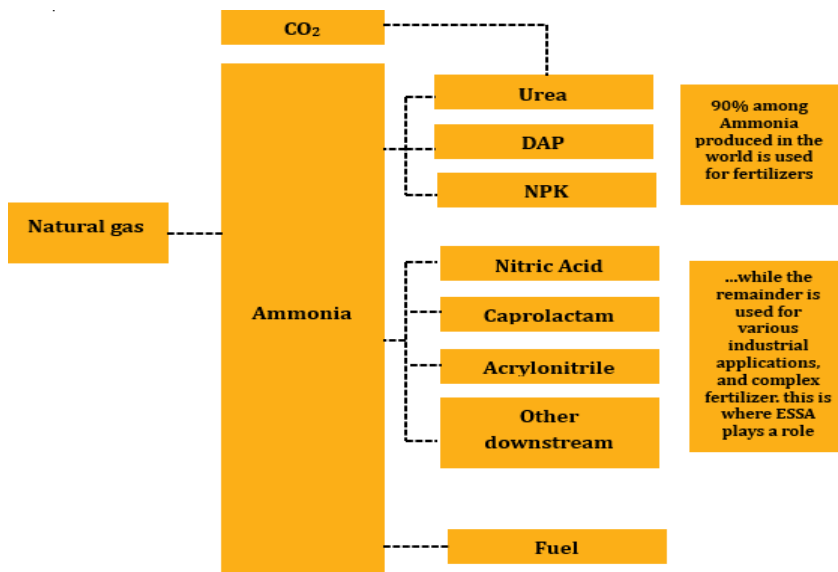 CO₂
Urea
DAP
NPK
90% among
Ammonia
produced in the
world is used
for fertilizers
Natural gas
Ammonia
Nitric Acid
Caprolactam
Acrylonitrile
Other
downstream
...while the
remainder is
used for
various
industrial
applications,
and complex
fertilizer. this is
where ESSA
plays a role
Fuel